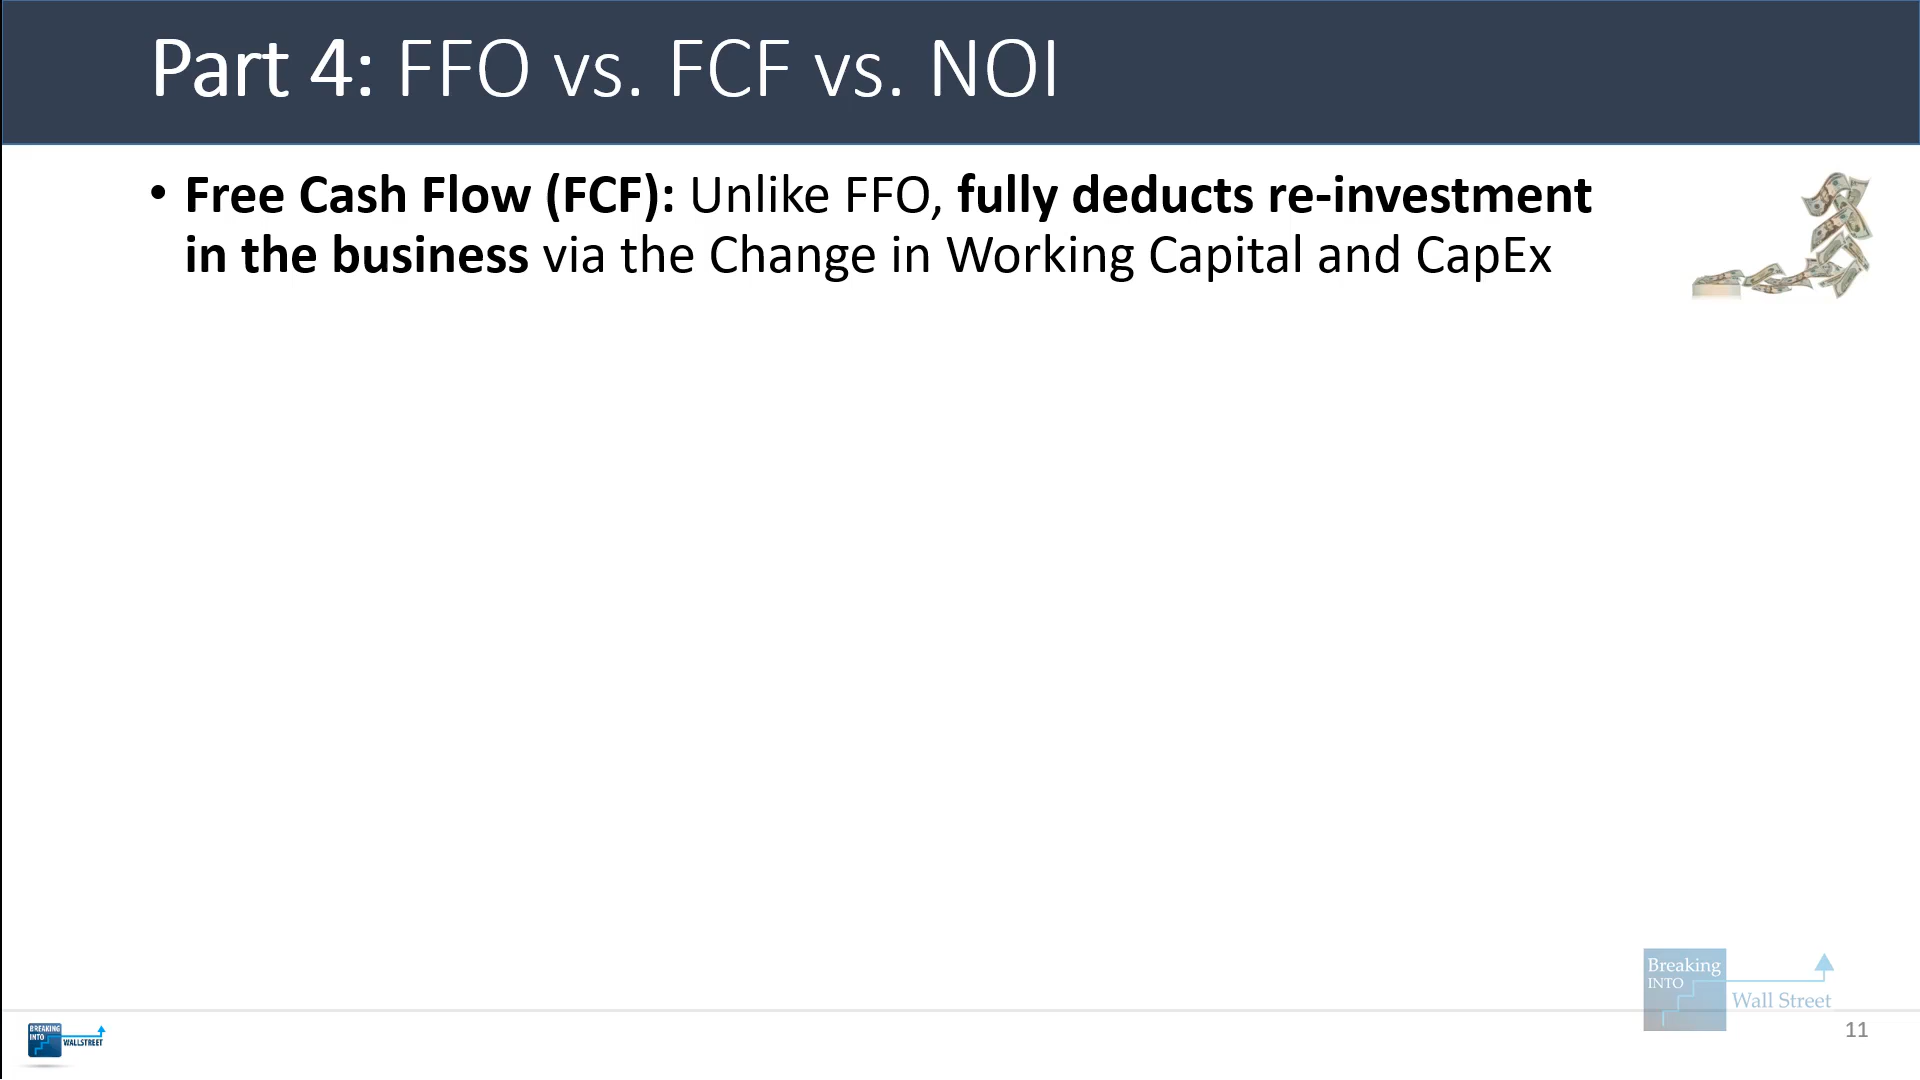 Part 4: FFO vs. FCF vs. NOI
• Free Cash Flow (FCF): Unlike FFO, fully deducts re-investment
in the business via the Change in Working Capital and CapEx
Breaking
INTO
Wall Street
BREAKING
INTO
WALLSTREET
11